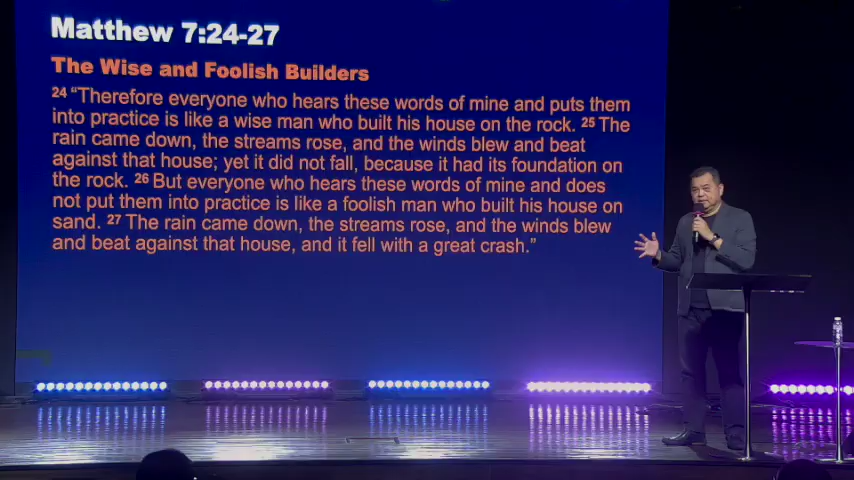 Matthew 7:24-27
The Wise and Foolish Builders
24 “Therefore everyone who hears these words of mine and puts them
into practice is like a wise man who built his house on the rock. 25 The
rain came down, the streams rose, and the winds blew and beat
against that house; yet it did not fall, because it had its foundation on
the rock. 26 But everyone who hears these words of mine and does
not put them into practice is like a foolish man who built his house on
sand. 27 The rain came down, the streams rose, and the winds blew
and beat against that house, and it fell with a great crash.”